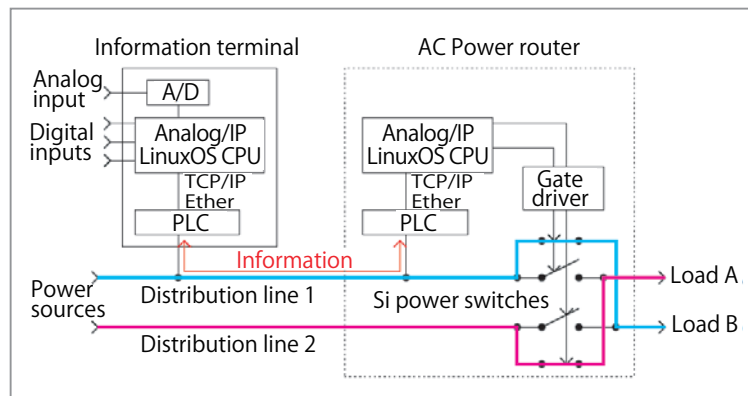 Information terminal
AC Power router
Analog
input
A/D
Digital
inputs
Analog/IP
LinuxOS CPU
TCP/IP
Ether
PLC
Analog/IP
LinuxOS CPU
TCP/IP
Ether
PLC
Gate
driver
Information
Power
sources
Distribution line 1
Si power switches
Load A
Load B
Distribution line 2